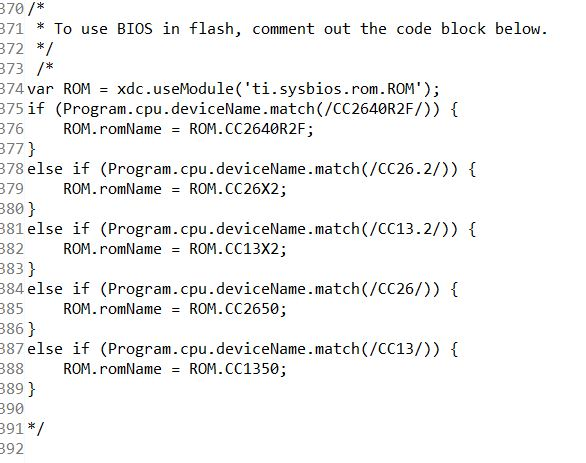 370 /*
371  * To use BIOS in flash, comment out the code block below.
372  */
373  /*
374 var ROM = xdc.useModule('ti.sysbios.rom.ROM');
375 if (Program.cpu.deviceName.match(/CC2640R2F/)) {
376     ROM.romName = ROM.CC2640R2F;
377 }
378 else if (Program.cpu.deviceName.match(/CC26.2/)) {
379     ROM.romName = ROM.CC26X2;
380 }
381 else if (Program.cpu.deviceName.match(/CC13.2/)) {
382     ROM.romName = ROM.CC13X2;
383 }
384 else if (Program.cpu.deviceName.match(/CC26/)) {
385     ROM.romName = ROM.CC2650;
386 }
387 else if (Program.cpu.deviceName.match(/CC13/)) {
388     ROM.romName = ROM.CC1350;
389 }
390
391 */
392